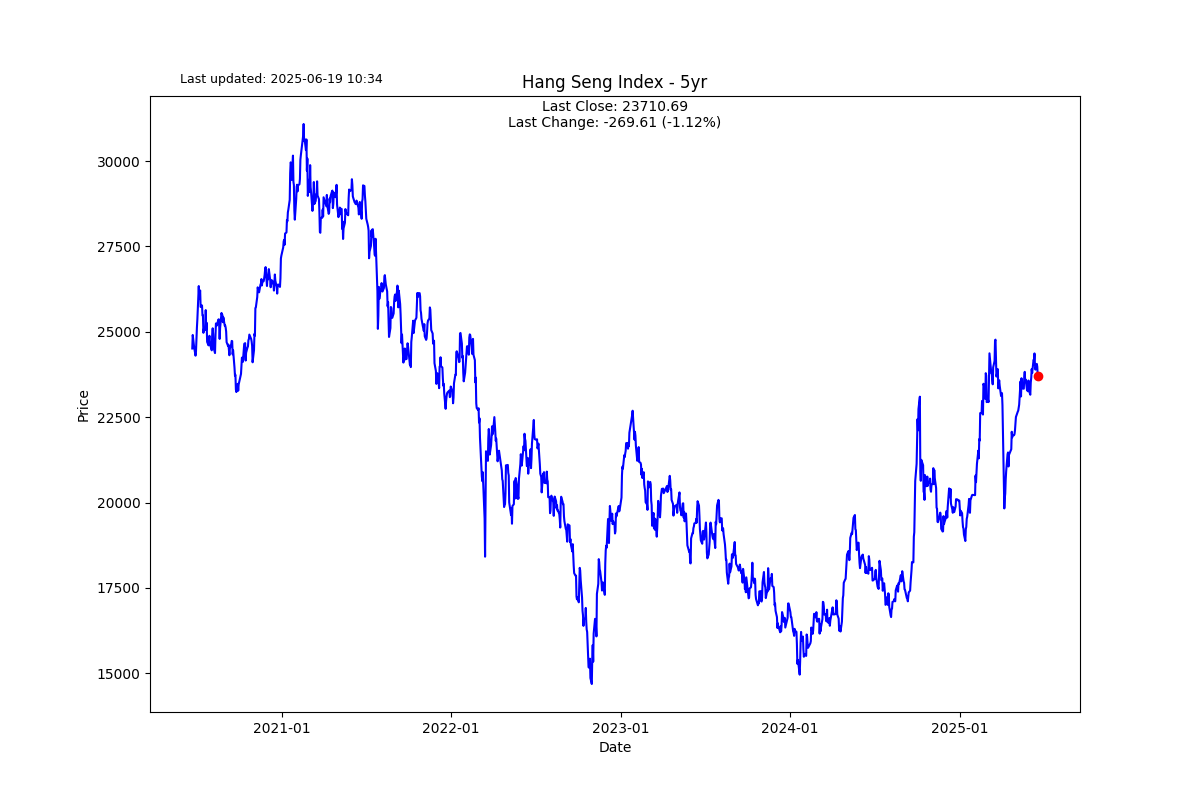 Last updated: 2025-06-19 10:34
Hang Seng Index - 5yr
Last Close: 23710.69
Last Change: -269.61 (-1.12%)
Price
30000
27500
25000
22500
20000
17500
15000
2021-01
2022-01
2023-01
2024-01
2025-01
Date